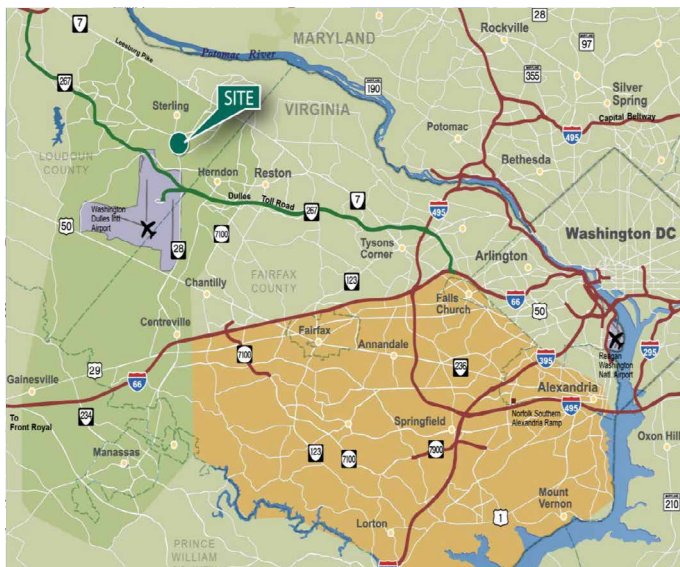 7
Leesburg Pike
Potomac River
MARYLAND
28
Rockville
97
355
Silver
Spring
267
SITE
190
VIRGINIA
Sterling
Potomac
495
Capital Beltway
LOUDOUN
COUNTY
Herndon
Reston
Bethesda
Dulles Toll Road
267
7
495
Washington
Dulles Intl.
Airport
50
28
7100
Tysons
Corner
Arlington
Washington DC
Chantilly
FAIRFAX
COUNTY
123
Falls
Church
66
50
Centreville
Fairfax
Annandale
7100
236
395
Reagan
Washington
Natl. Airport
295
29
Gainesville
66
Alexandria
495
Norfolk Southern
Alexandria Ramp
To
Front Royal
234
Springfield
Manassas
123
7100
7900
Oxon Hill
Mount
Vernon
Lorton
1
210
PRINCE
WILLIAM